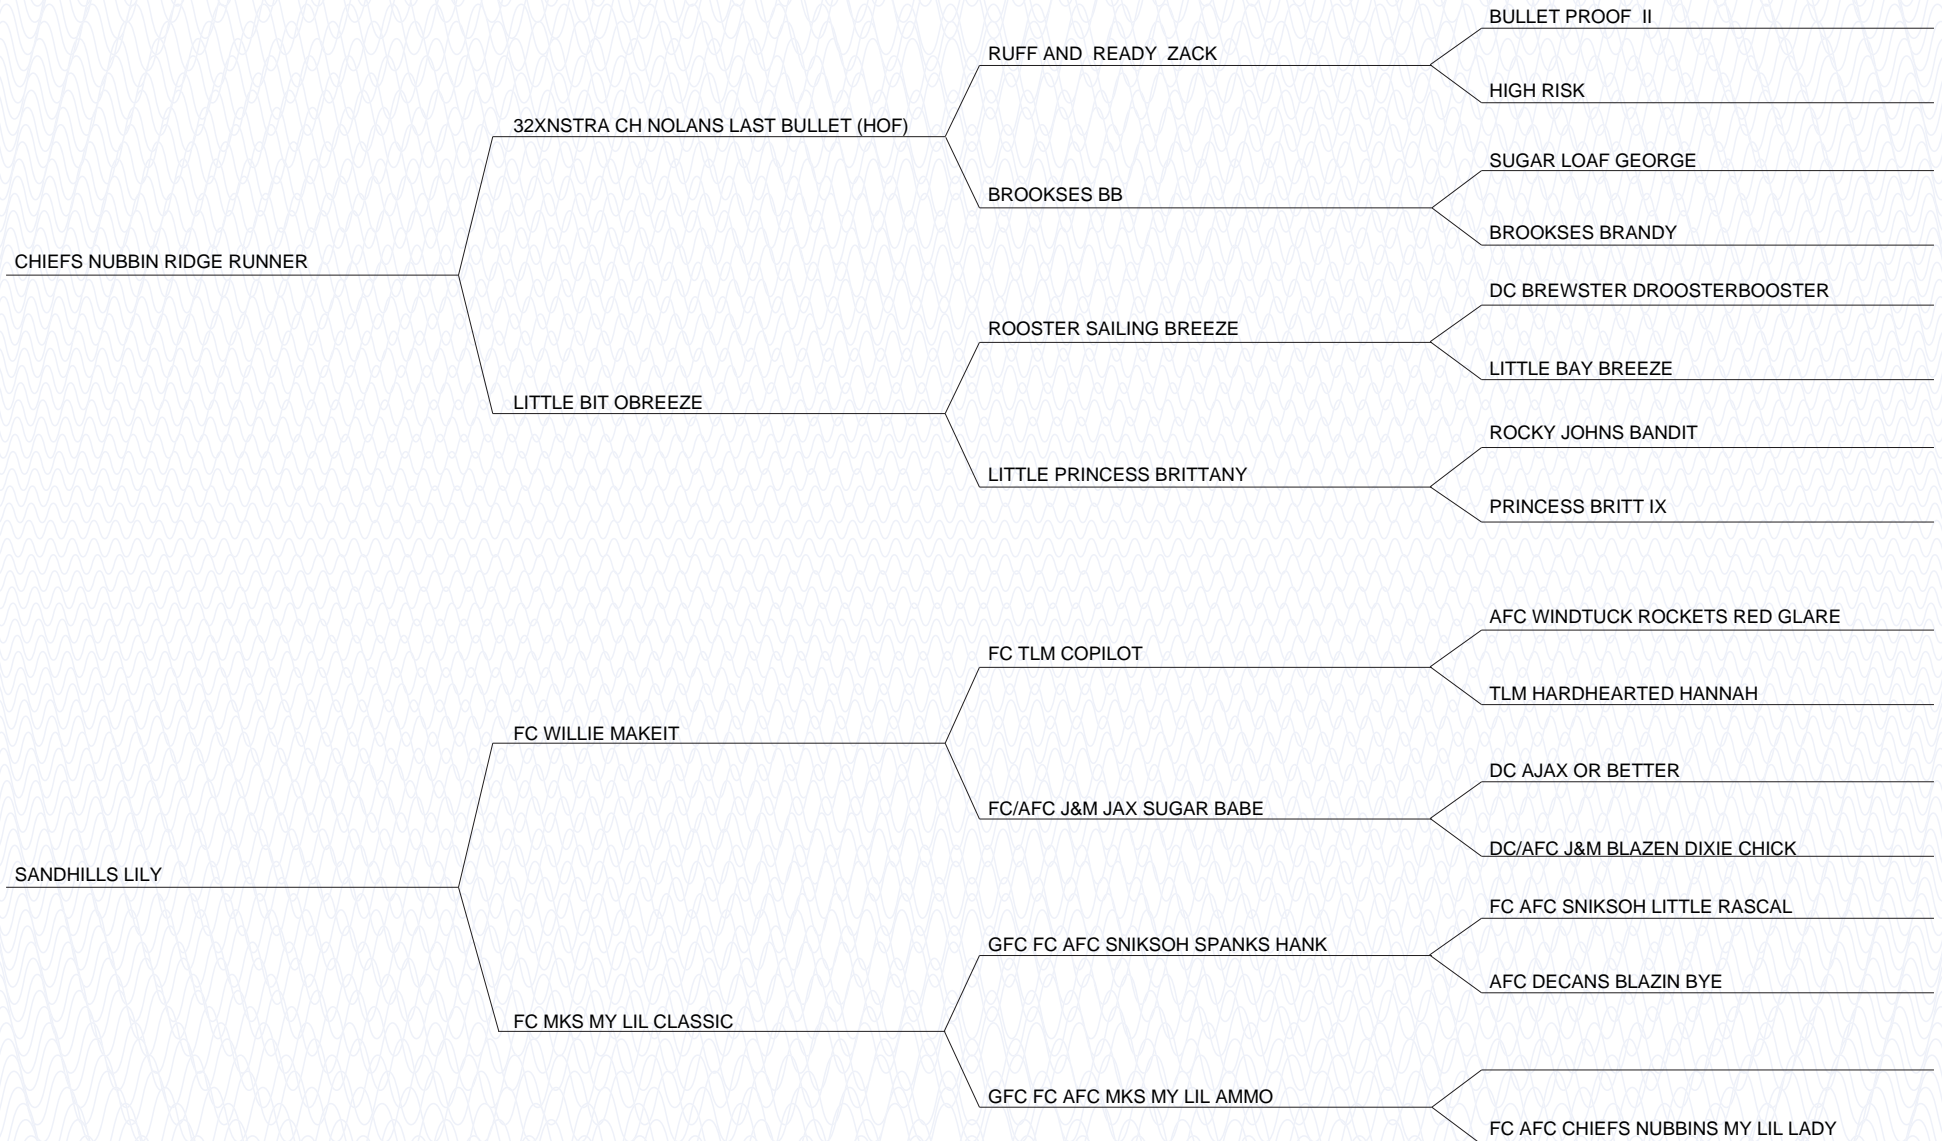 BULLET PROOF  II
RUFF AND  READY  ZACK
HIGH RISK
32XNSTRA CH NOLANS LAST BULLET (HOF)
SUGAR LOAF GEORGE
BROOKSES BB
BROOKSES BRANDY
CHIEFS NUBBIN RIDGE RUNNER
DC BREWSTER DROOSTERBOOSTER
ROOSTER SAILING BREEZE
LITTLE BAY BREEZE
LITTLE BIT OBREEZE
ROCKY JOHNS BANDIT
LITTLE PRINCESS BRITTANY
PRINCESS BRITT IX
AFC WINDTUCK ROCKETS RED GLARE
FC TLM COPILOT
TLM HARDHEARTED HANNAH
FC WILLIE MAKEIT
DC AJAX OR BETTER
FC/AFC J&M JAX SUGAR BABE
DC/AFC J&M BLAZEN DIXIE CHICK
SANDHILLS LILY
FC AFC SNIKSOH LITTLE RASCAL
GFC FC AFC SNIKSOH SPANKS HANK
AFC DECANS BLAZIN BYE
FC MKS MY LIL CLASSIC
GFC FC AFC MKS MY LIL AMMO
FC AFC CHIEFS NUBBINS MY LIL LADY